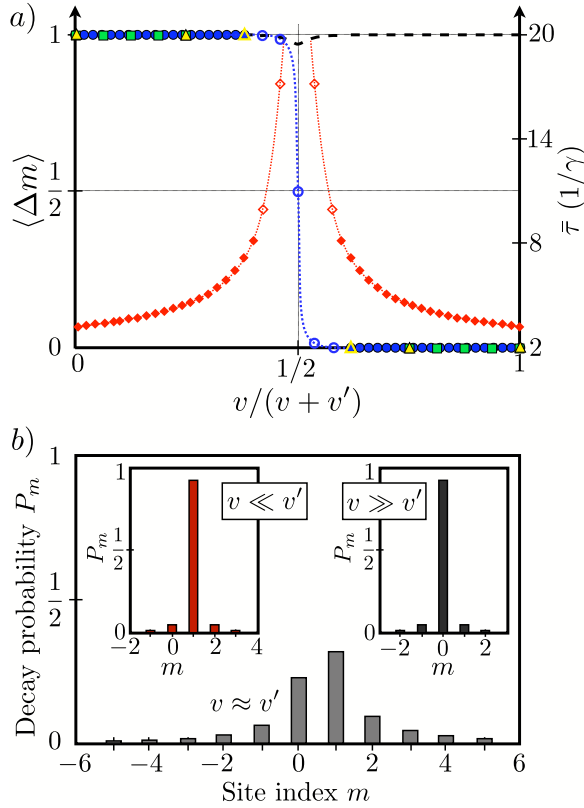 a)
1
1/2
0
⟨Δm⟩
20
14
8
2
τ̄ (1/γ)
0
1/2
1
v/(v + v′)
b)
1
1/2
0
Decay probability P_m
1
1/2
0
P_m
−2 0 2 4
m
v ≪ v′
1
1/2
0
P_m
−2 0 2
m
v ≫ v′
v ≈ v′
−6 −4 −2 0 2 4 6
Site index m